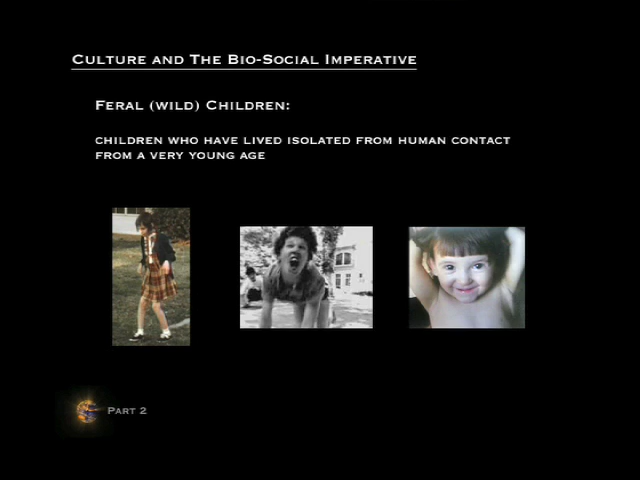 Culture and The Bio-Social Imperative
Feral (wild) Children:
children who have lived isolated from human contact
from a very young age
Part 2